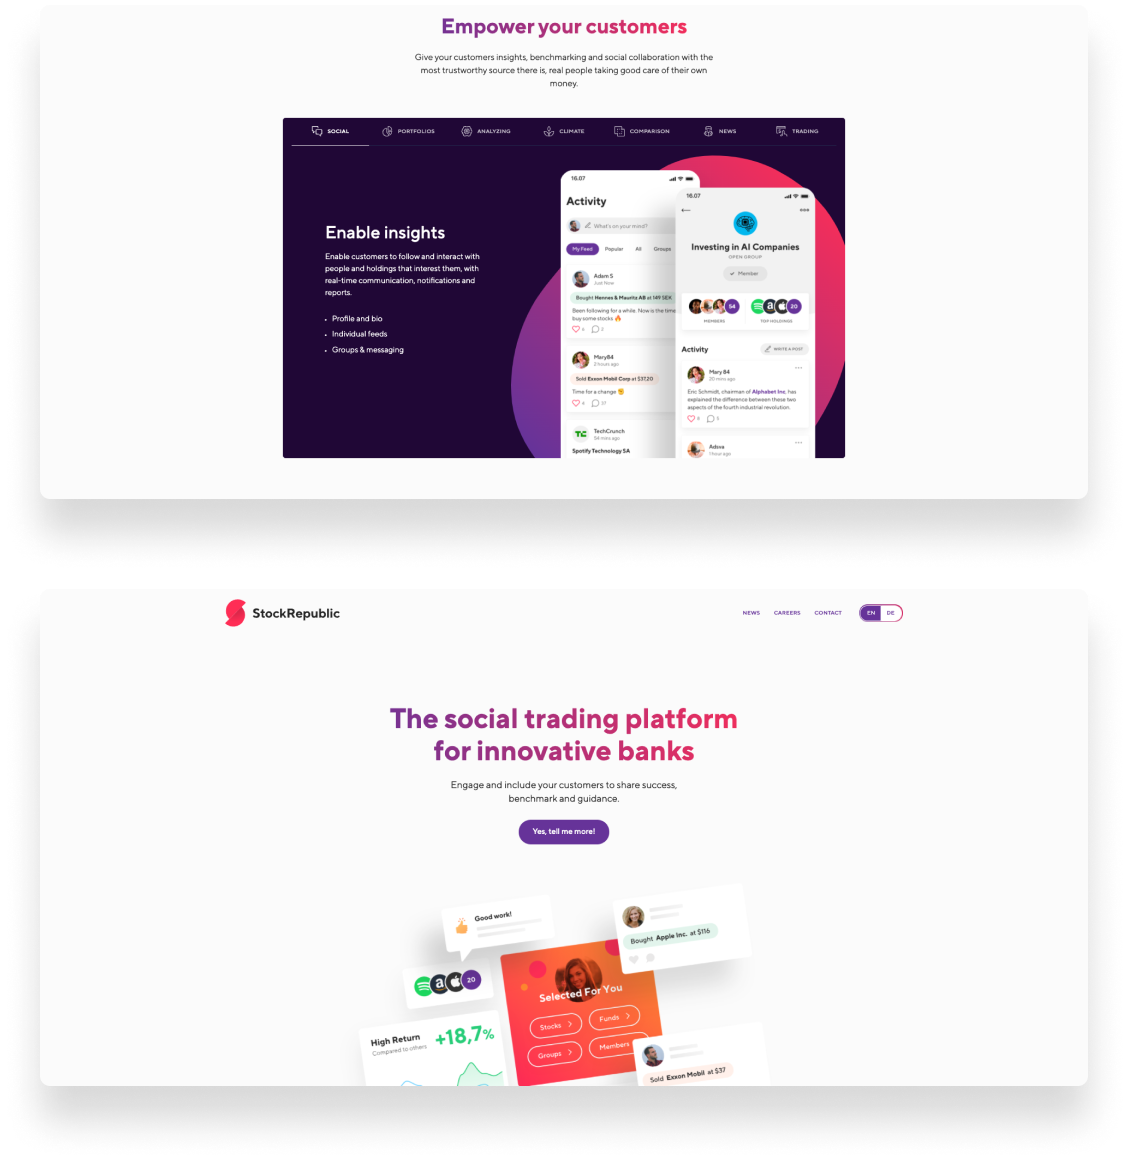 Empower your customers
Give your customers insights, benchmarking and social collaboration with the
most trustworthy source there is, real people taking good care of their own
money.
SOCIAL
PORTFOLIOS
ANALYZING
CLIMATE
COMPARISON
NEWS
TRADING
Enable insights
Enable customers to follow and interact with
people and holdings that interest them, with
real-time communication, notifications and
reports.
• Profile and bio
• Individual feeds
• Groups & messaging
16.07
Activity
What's on your mind?
My Feed
Popular
All
Groups
Adam S
Just Now
Bought Hennes & Mauritz AB at 149 SEK
Been following for a while. Now is the time
buy some stocks 🔥
6
2
Mary84
2 hours ago
Sold Exxon Mobil Corp at $37,20
Time for a change
4
37
TechCrunch
54 mins ago
Spotify Technology SA
16.07
Investing in AI Companies
OPEN GROUP
Member
54
MEMBERS
20
TOP HOLDINGS
Activity
WRITE A POST
Mary 84
20 mins ago
Eric Schmidt, chairman of Alphabet Inc, has
explained the difference between these two
aspects of the fourth industrial revolution.
8
5
Adsva
1 hour ago
StockRepublic
NEWS
CAREERS
CONTACT
EN
DE
The social trading platform
for innovative banks
Engage and include your customers to share success,
benchmark and guidance.
Yes, tell me more!
Good work!
Bought Apple Inc. at $116
20
Selected For You
Stocks
Funds
Groups
Members
High Return
Compared to others
+18,7%
Sold Exxon Mobil at $37